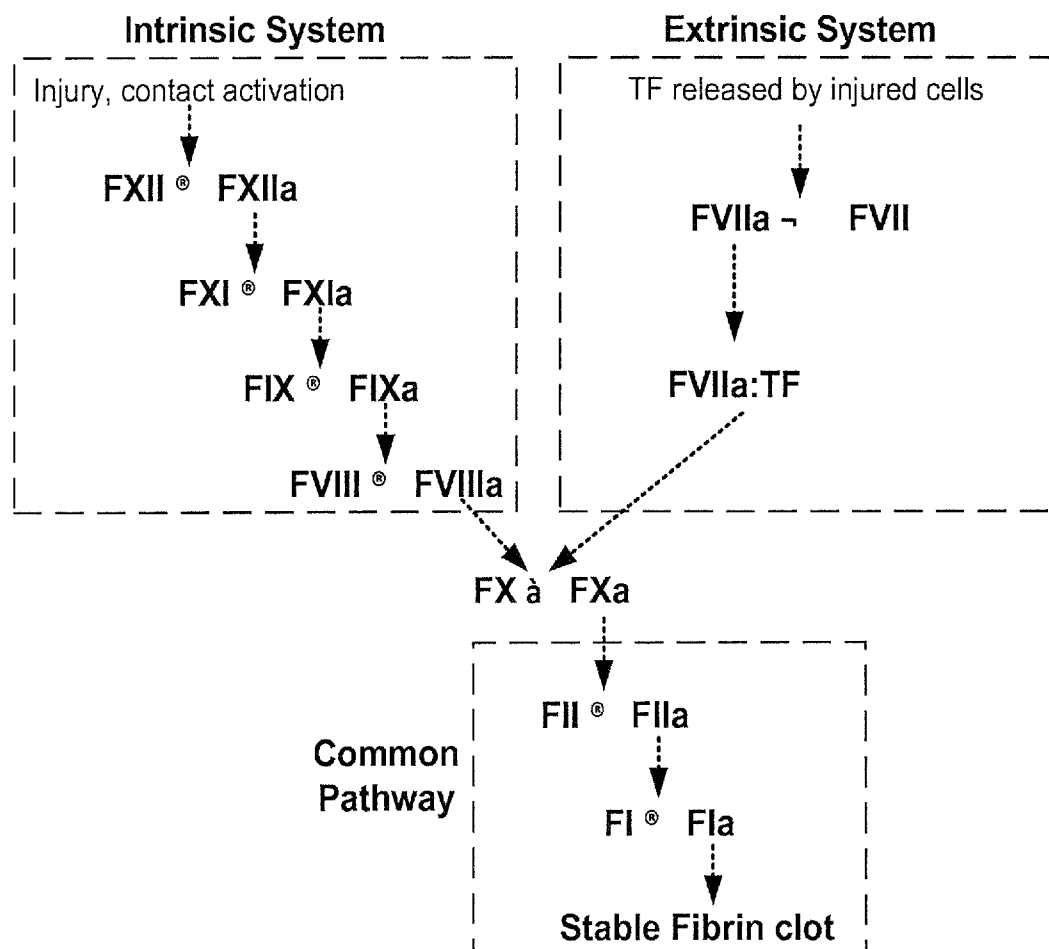 Intrinsic System
Injury, contact activation
FXII ® FXIIa
FXI ® FXIa
FIX ® FIXa
FVIII ® FVIIIa
Extrinsic System
TF released by injured cells
FVIIa ¬ FVII
FVIIa:TF
FX à FXa
Common
Pathway
FII ® FIIa
FI ® FIa
Stable Fibrin clot